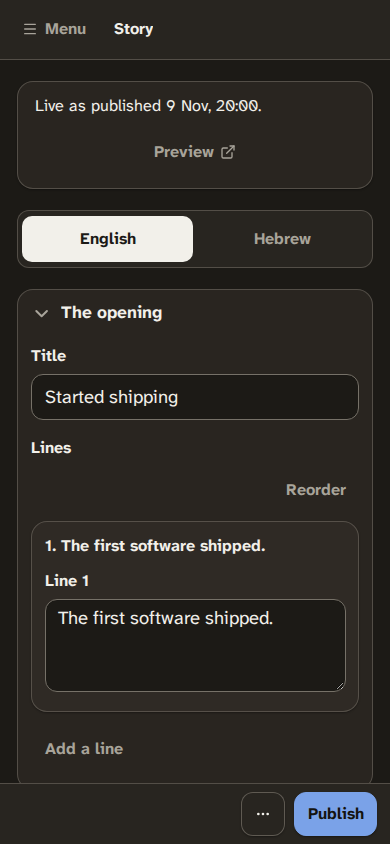 Menu Story
Live as published 9 Nov, 20:00.
Preview
English Hebrew
The opening
Title
Started shipping
Lines
Reorder
1. The first software shipped.
Line 1
The first software shipped.
Add a line
... Publish